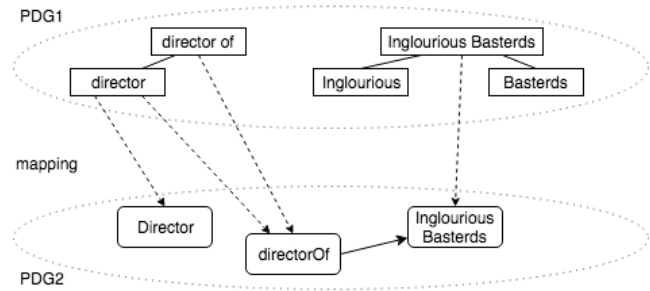 PDG1
director of
Inglourious Basterds
director
Inglourious
Basterds
mapping
Director
directorOf
Inglourious
Basterds
PDG2